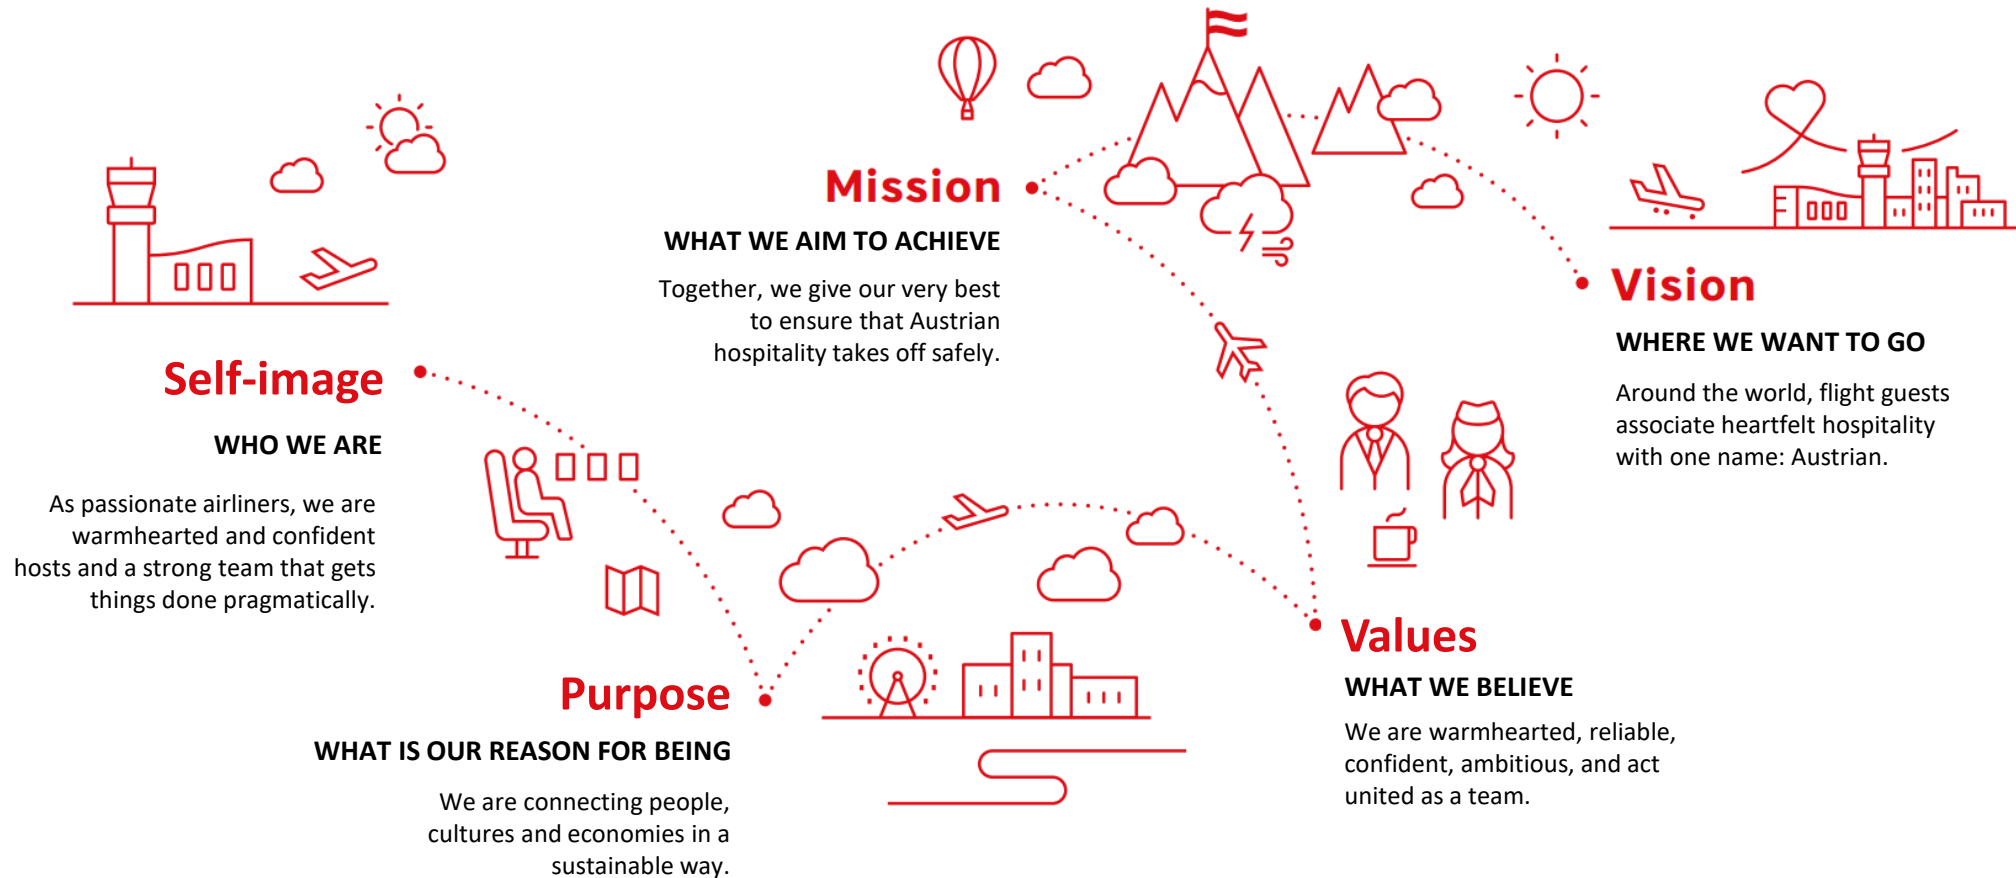 Self-image
WHO WE ARE
As passionate airliners, we are
warmhearted and confident
hosts and a strong team that gets
things done pragmatically.
Purpose
WHAT IS OUR REASON FOR BEING
We are connecting people,
cultures and economies in a
sustainable way.
Values
WHAT WE BELIEVE
We are warmhearted, reliable,
confident, ambitious, and act
united as a team.
Mission
WHAT WE AIM TO ACHIEVE
Together, we give our very best
to ensure that Austrian
hospitality takes off safely.
Vision
WHERE WE WANT TO GO
Around the world, flight guests
associate heartfelt hospitality
with one name: Austrian.